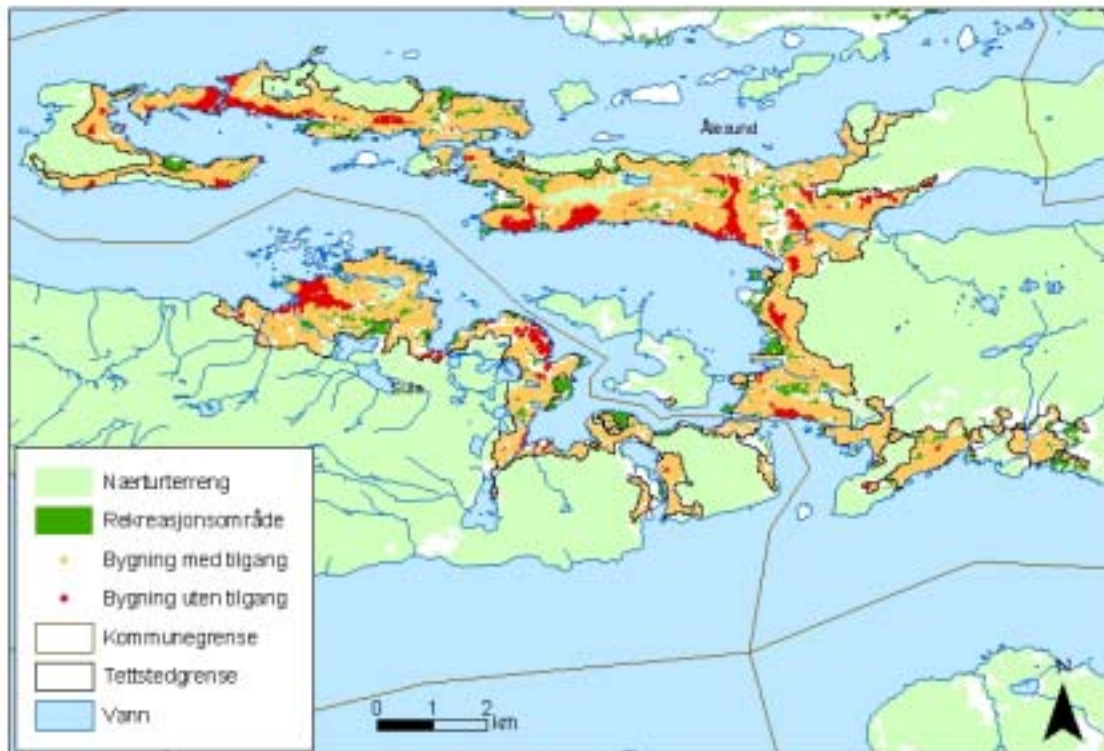 Ålesund
Sula
Nærturterreng
Rekreasjonsområde
Bygning med tilgang
Bygning uten tilgang
Kommunegrense
Tettstedgrense
Vann
0 1 2
km
N